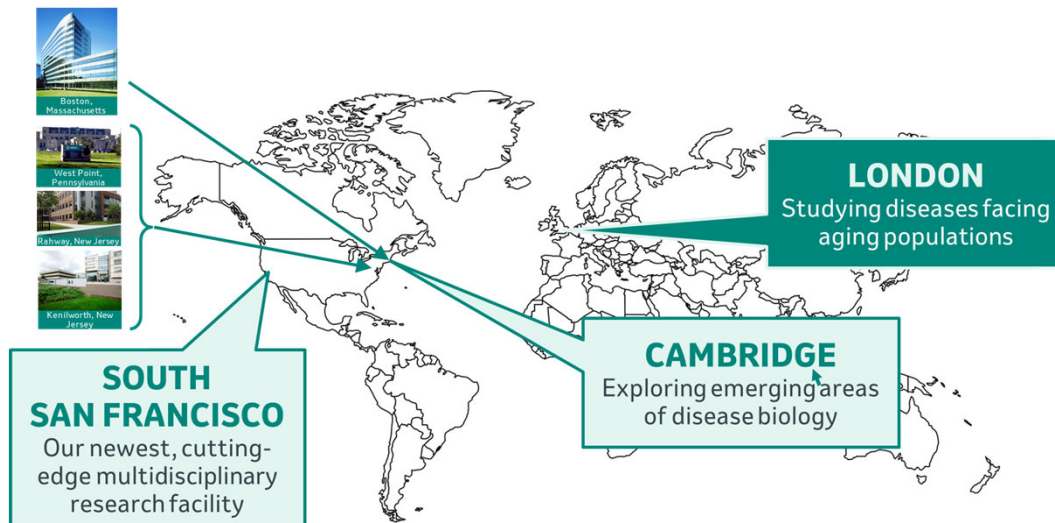 Boston,
Massachusetts
West Point,
Pennsylvania
Rahway, New Jersey
Kenilworth, New
Jersey
LONDON
Studying diseases facing
aging populations
CAMBRIDGE
Exploring emerging areas
of disease biology
SOUTH
SAN FRANCISCO
Our newest, cutting-
edge multidisciplinary
research facility